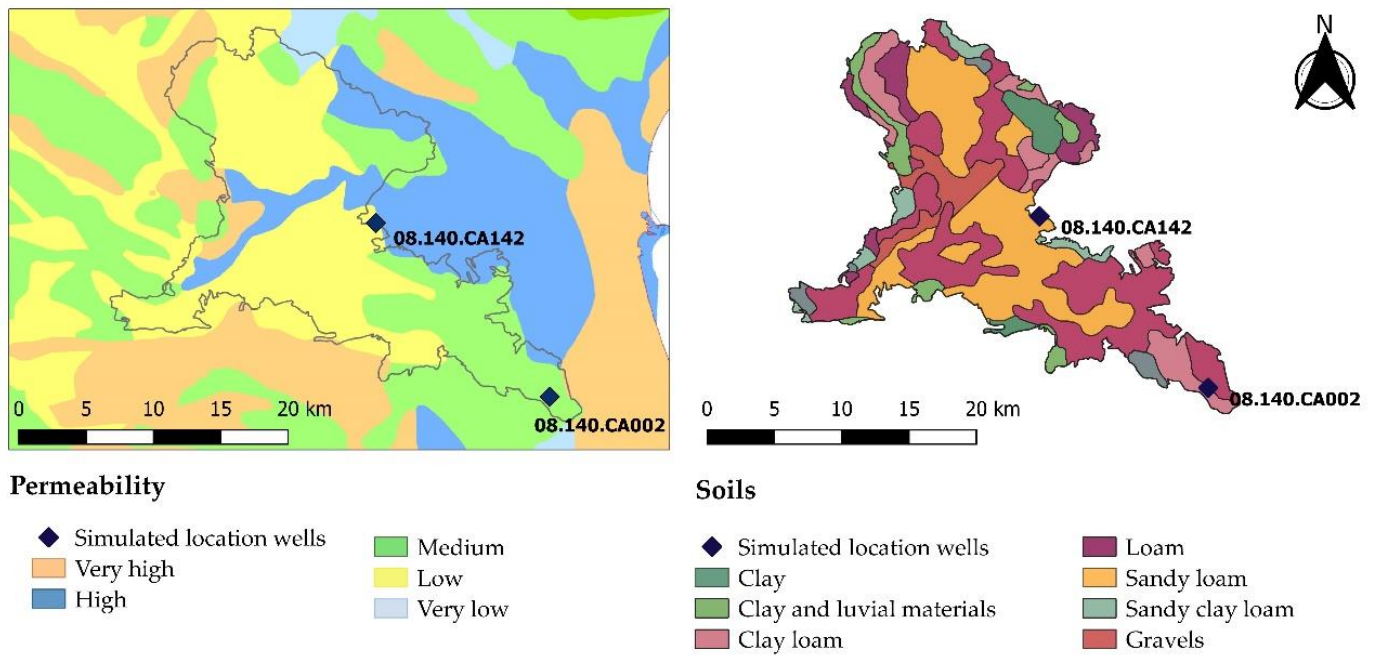 N
08.140.CA142
08.140.CA142
0 5 10 15 20 km
08.140.CA002
0 5 10 15 20 km
08.140.CA002
Permeability
Simulated location wells
Very high
High
Medium
Low
Very low
Soils
Simulated location wells
Clay
Clay and luvial materials
Clay loam
Loam
Sandy loam
Sandy clay loam
Gravels